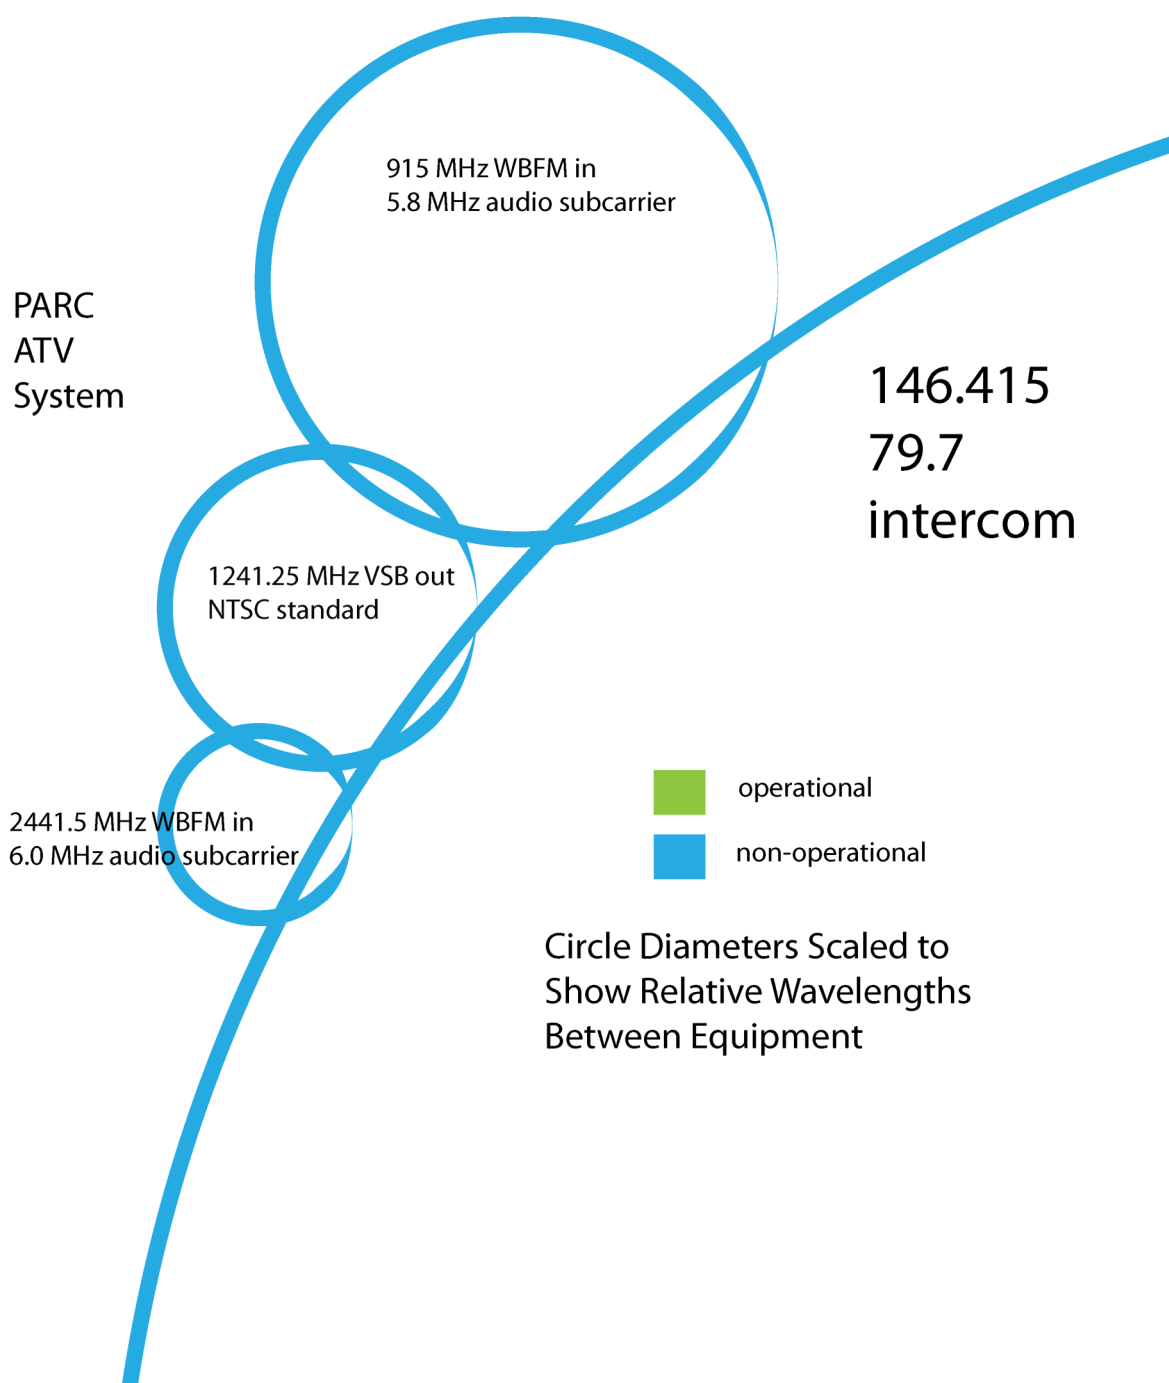 915 MHz WBFM in
5.8 MHz audio subcarrier
PARC
ATV
System
146.415
79.7
intercom
1241.25 MHz VSB out
NTSC standard
2441.5 MHz WBFM in
6.0 MHz audio subcarrier
operational
non-operational
Circle Diameters Scaled to
Show Relative Wavelengths
Between Equipment